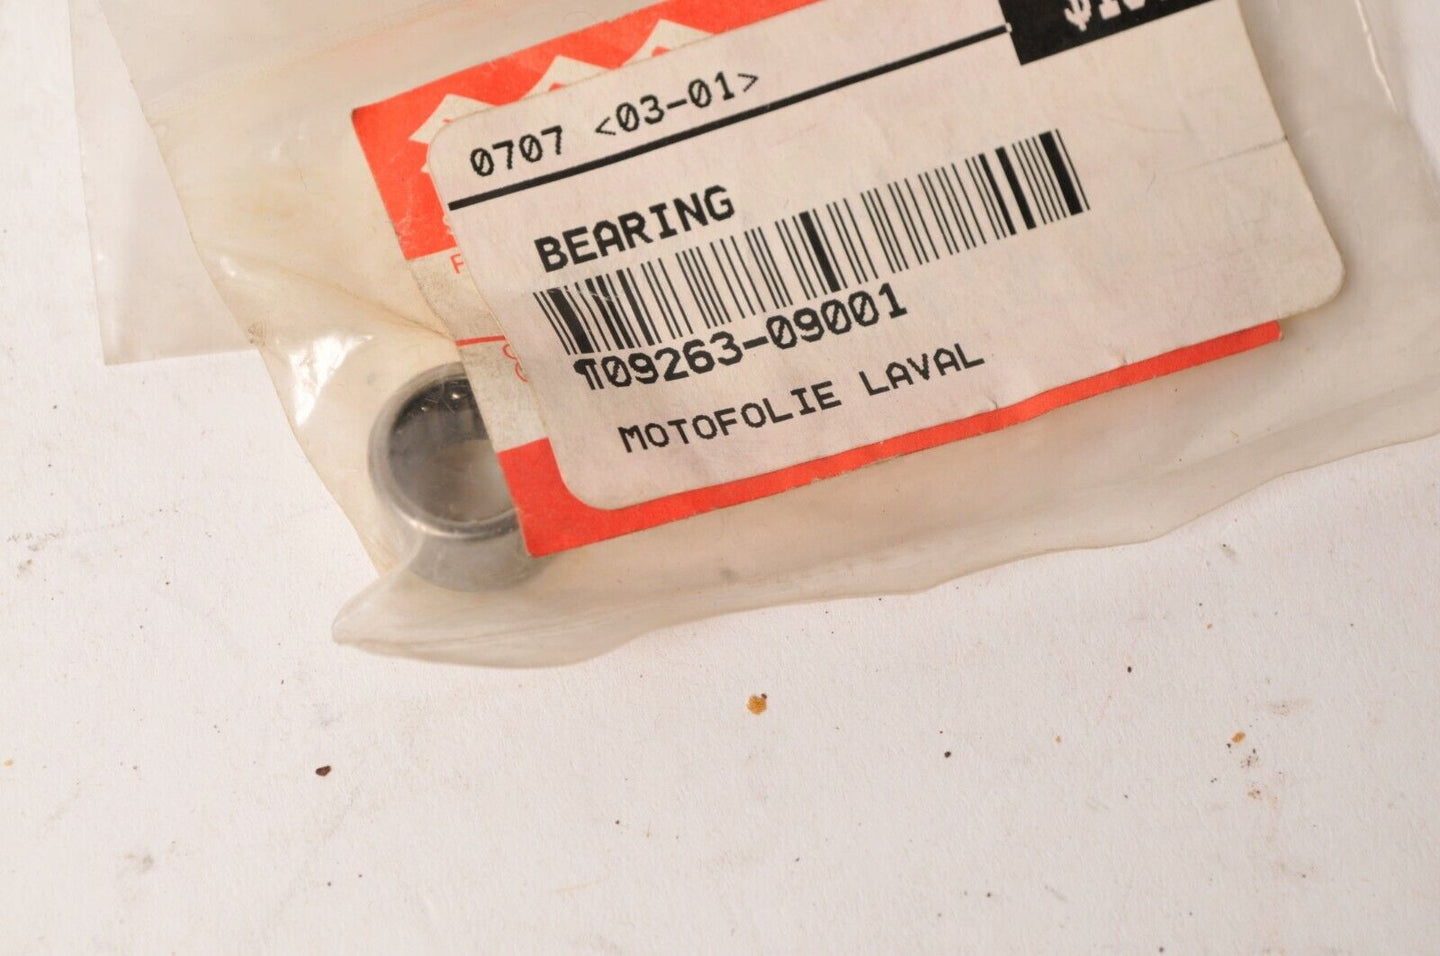 0707 <03-01>
BEARING
¶09263-09001
MOTOFOLIE LAVAL